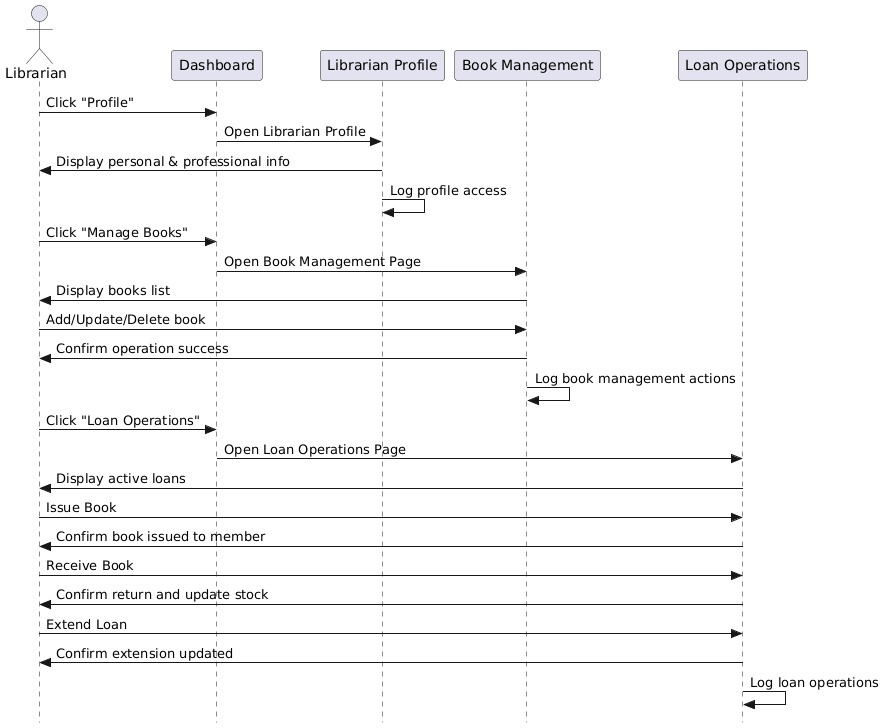 Librarian
Dashboard
Librarian Profile
Book Management
Loan Operations
Click "Profile"
Open Librarian Profile
Display personal & professional info
Log profile access
Click "Manage Books"
Open Book Management Page
Display books list
Add/Update/Delete book
Confirm operation success
Log book management actions
Click "Loan Operations"
Open Loan Operations Page
Display active loans
Issue Book
Confirm book issued to member
Receive Book
Confirm return and update stock
Extend Loan
Confirm extension updated
Log loan operations